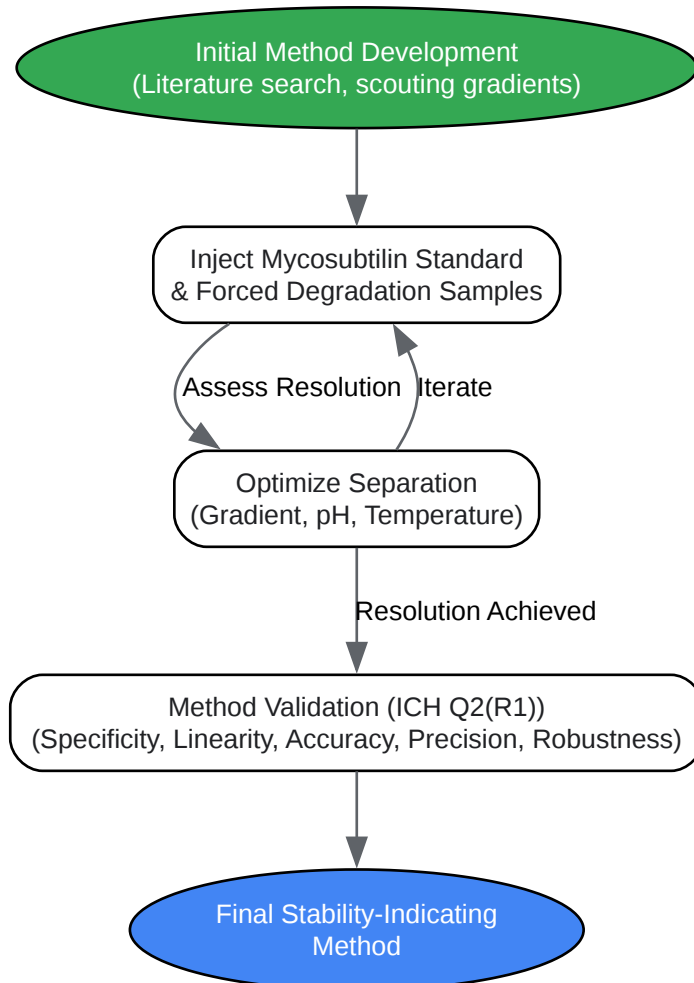 Initial Method Development
(Literature search, scouting gradients)
Inject Mycosubtilin Standard
& Forced Degradation Samples
Assess Resolution
Iterate
Optimize Separation
(Gradient, pH, Temperature)
Resolution Achieved
Method Validation (ICH Q2(R1))
(Specificity, Linearity, Accuracy, Precision, Robustness)
Final Stability-Indicating
Method